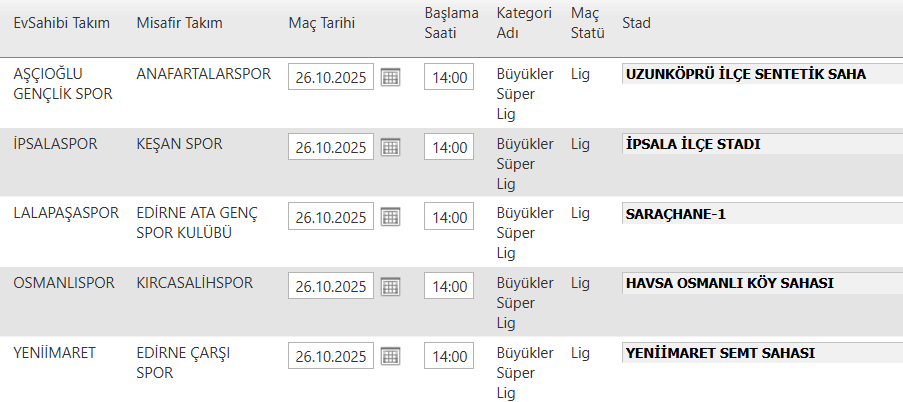 EvSahibi Takım Misafir Takım Maç Tarihi Başlama Saati Kategori Adı Maç Statü Stad
AŞÇIOĞLU GENÇLİK SPOR ANAFARTALARSPOR 26.10.2025 14:00 Büyükler Süper Lig Lig UZUNKÖPRÜ İLÇE SENTETİK SAHA
İPSALASPOR KEŞAN SPOR 26.10.2025 14:00 Büyükler Süper Lig Lig İPSALA İLÇE STADI
LALAPAŞASPOR EDİRNE ATA GENÇ SPOR KULÜBÜ 26.10.2025 14:00 Büyükler Süper Lig Lig SARAÇHANE-1
OSMANLISPOR KIRCASALİHSPOR 26.10.2025 14:00 Büyükler Süper Lig Lig HAVSA OSMANLI KÖY SAHASI
YENİİMARET EDİRNE ÇARŞI SPOR 26.10.2025 14:00 Büyükler Süper Lig Lig YENİİMARET SEMT SAHASI